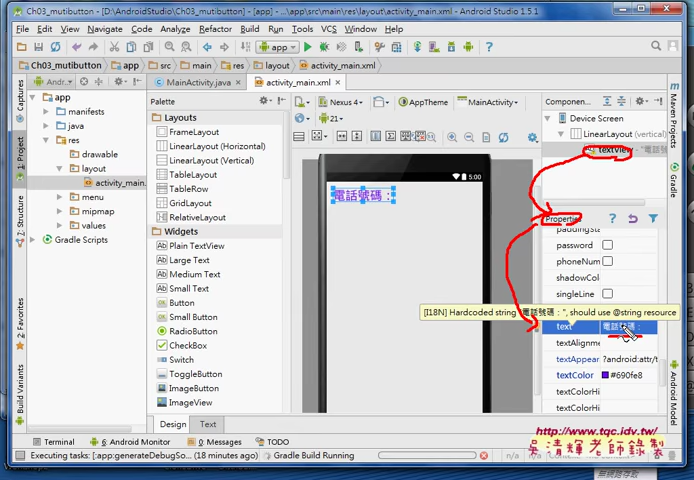 Ch03_mutibutton - [D:\AndroidStudio\Ch03_mutibutton] - [app] - ...\app\src\main\res\layout\activity_main.xml - Android Studio 1.5.1
File Edit View Navigate Code Analyze Refactor Build Run Tools VCS Window Help
app
Ch03_mutibutton app src main res layout activity_main.xml
Captures
1: Project
7: Structure
2: Favorites
Build Variants
Andr
app
manifests
java
res
drawable
layout
activity_main.
menu
mipmap
values
Gradle Scripts
MainActivity.java
activity_main.xml
Palette
Layouts
FrameLayout
LinearLayout (Horizontal)
LinearLayout (Vertical)
TableLayout
TableRow
GridLayout
RelativeLayout
Widgets
Plain TextView
Large Text
Medium Text
Small Text
Button
Small Button
RadioButton
CheckBox
Switch
ToggleButton
ImageButton
ImageView
Design Text
Nexus 4 AppTheme MainActivity
21
5:00
電話號碼：
Componen
Device Screen
LinearLayout (vertical)
textView
Properties
paddingSta
password
phoneNum
shadowCol
singleLine
[I18N] Hardcoded string "電話號碼：", should use @string resource
text 電話號碼：
textAlignme
textAppear ?android:attr/t
textColor #690fe8
textColorHi
textColorHi
Maven Projects
Gradle
Android Model
Terminal 6: Android Monitor 0: Messages TODO
Executing tasks: [:app:generateDebugSo... (18 minutes ago) Gradle Build Running n/a n/a
http://www.tqc.idv.tw/
吳清輝老師錄製